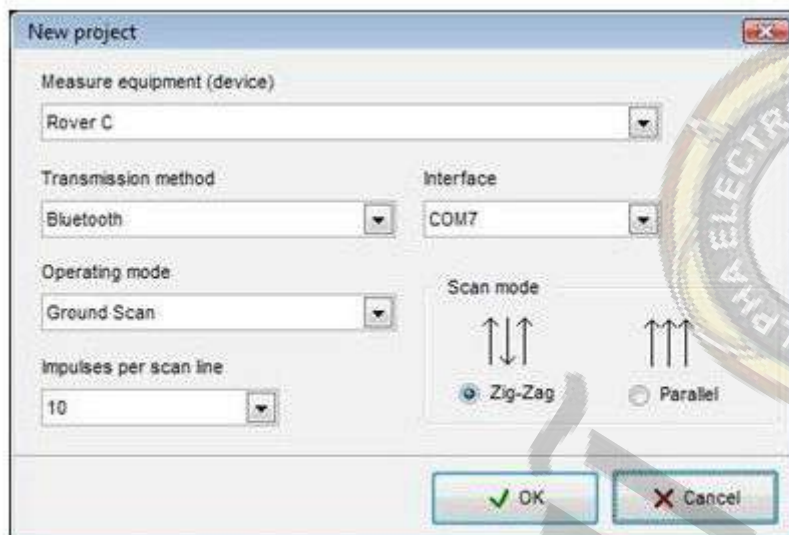 New project
Measure equipment (device)
Rover C
Transmission method
Interface
Bluetooth
COM7
Operating mode
Ground Scan
Scan mode
Impulses per scan line
10
Zig-Zag
Parallel
OK
Cancel